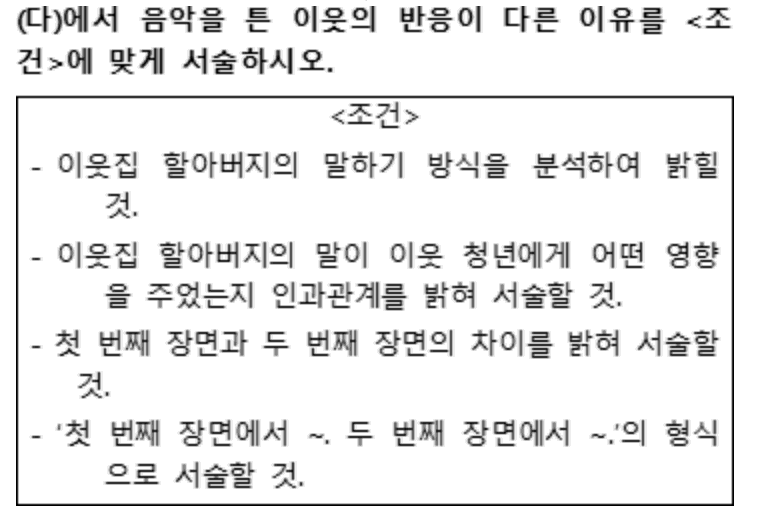 (다)에서 음악을 튼 이웃의 반응이 다른 이유를 <조
건>에 맞게 서술하시오.
<조건>
- 이웃집 할아버지의 말하기 방식을 분석하여 밝힐
것.
- 이웃집 할아버지의 말이 이웃 청년에게 어떤 영향
을 주었는지 인과관계를 밝혀 서술할 것.
- 첫 번째 장면과 두 번째 장면의 차이를 밝혀 서술할
것.
- '첫 번째 장면에서 ~. 두 번째 장면에서 ~.'의 형식
으로 서술할 것.